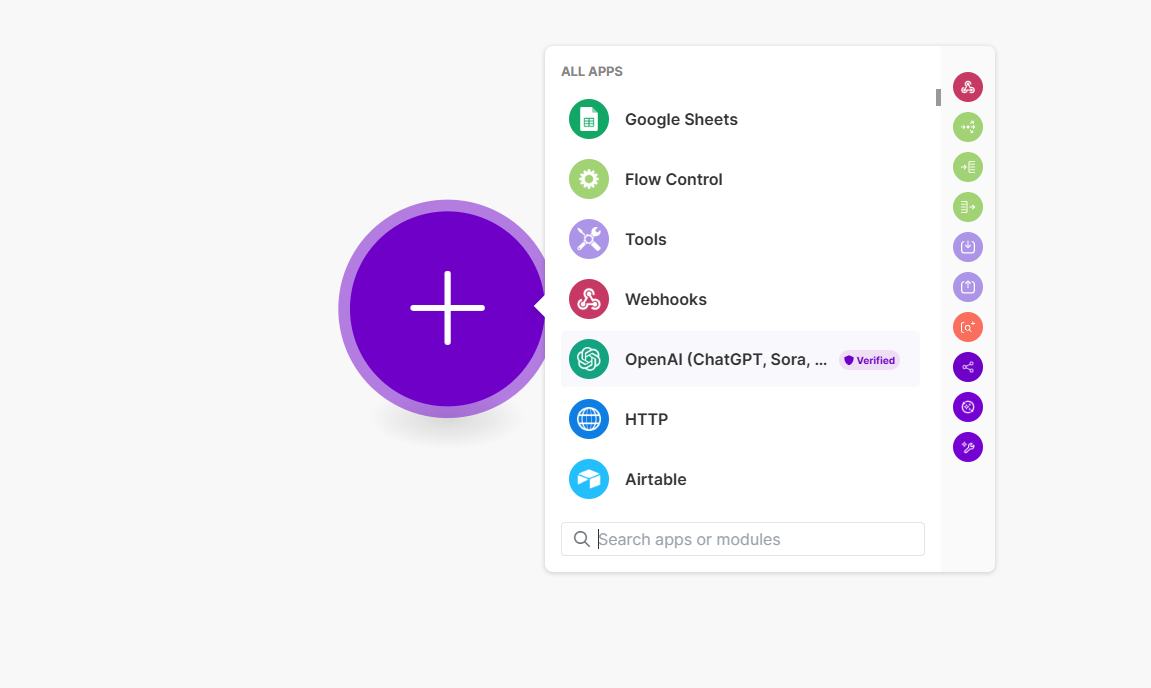 ALL APPS
Google Sheets
Flow Control
Tools
Webhooks
OpenAI (ChatGPT, Sora, ... Verified
HTTP
Airtable
Search apps or modules